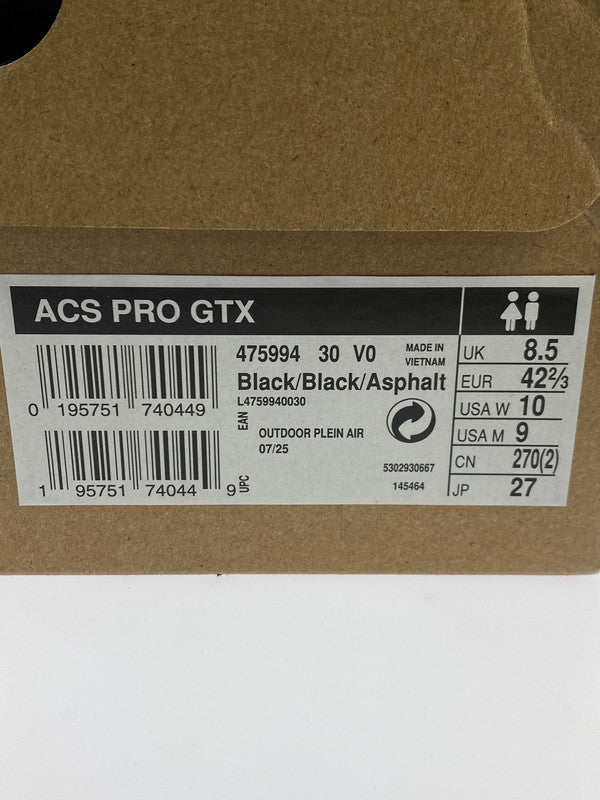 ACS PRO GTX
475994 30 V0
MADE IN
VIETNAM
Black/Black/Asphalt
L4759940030
EAN
0 195751 740449
OUTDOOR PLEIN AIR
07/25
5302930667
145464
1 95751 74044 9
UPC
UK 8.5
EUR 42⅔
USA W 10
USA M 9
CN 270(2)
JP 27